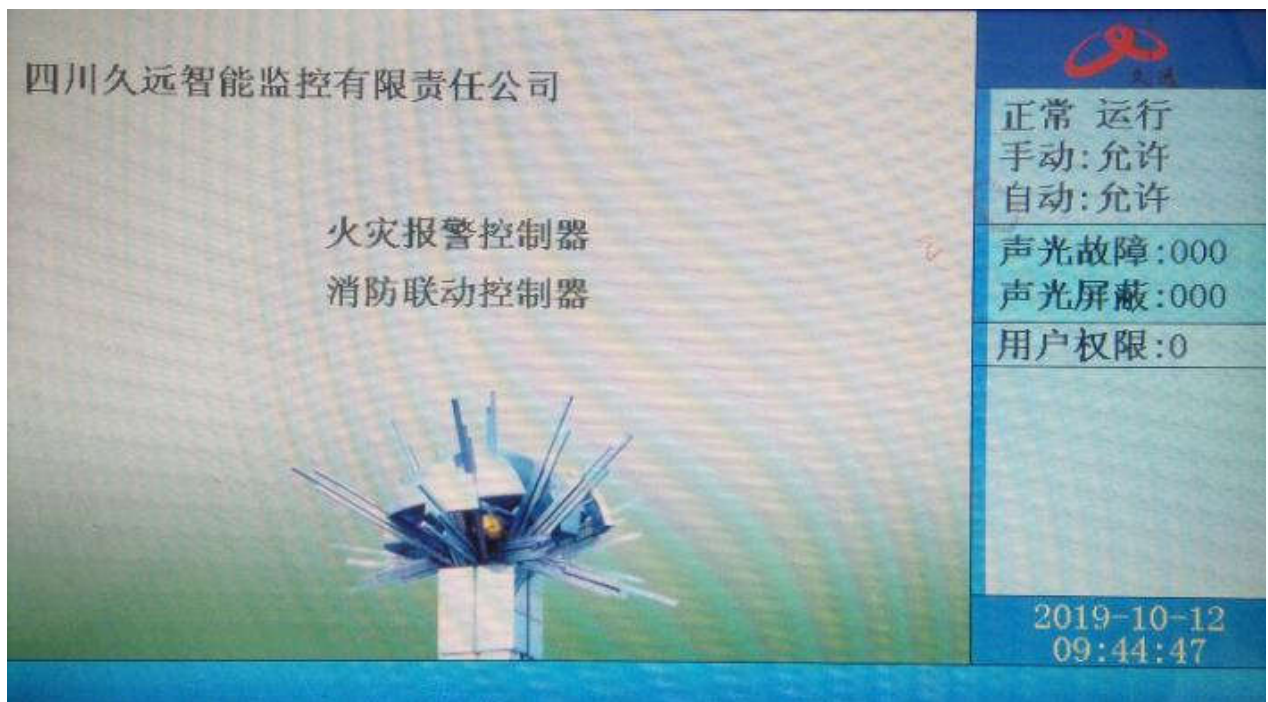 四川久远智能监控有限责任公司
火灾报警控制器
消防联动控制器
久远
正常 运行
手动:允许
自动:允许
声光故障:000
声光屏蔽:000
用户权限:0
2019-10-12
09:44:47